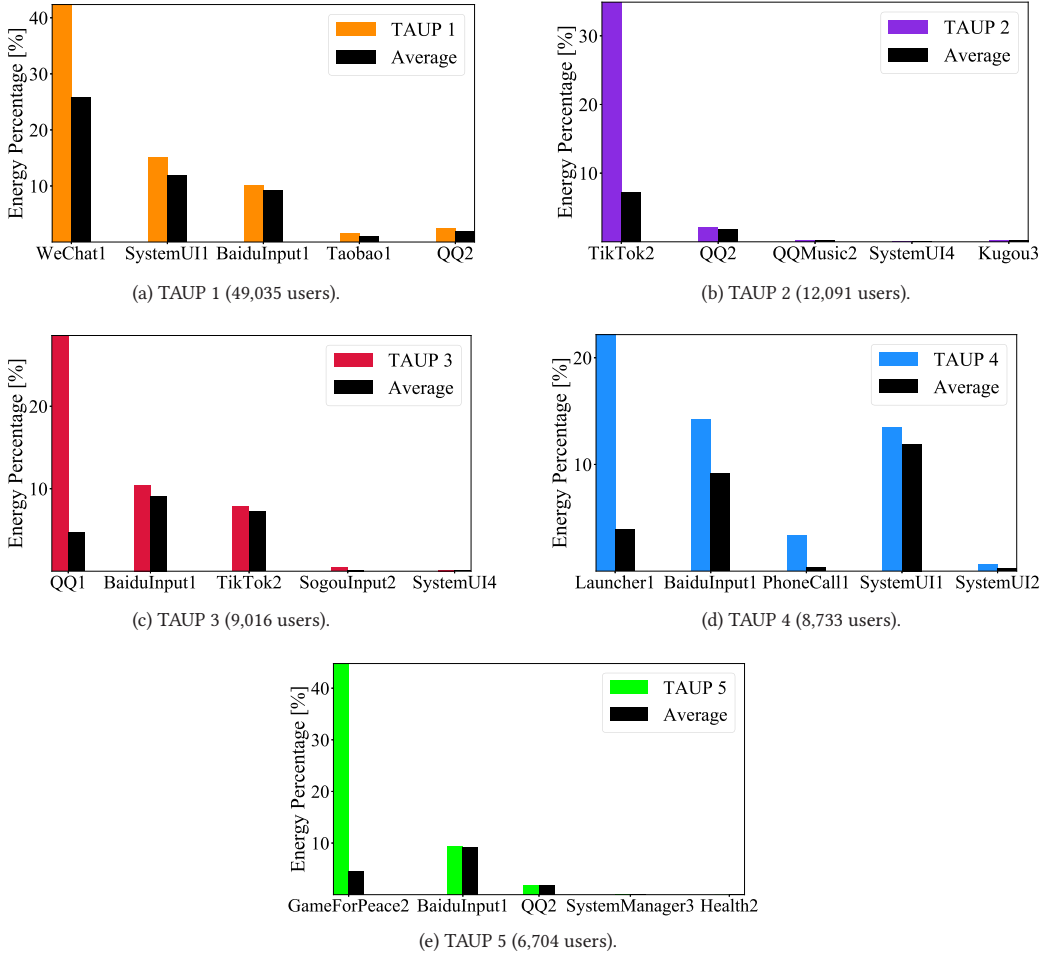 Energy Percentage [%]
40
30
20
10
TAUP 1
Average
WeChat1 SystemUI1 BaiduInput1 Taobao1 QQ2
(a) TAUP 1 (49,035 users).
Energy Percentage [%]
30
20
10
TAUP 2
Average
TikTok2 QQ2 QQMusic2 SystemUI4 Kugou3
(b) TAUP 2 (12,091 users).
Energy Percentage [%]
20
10
TAUP 3
Average
QQ1 BaiduInput1 TikTok2 SogouInput2 SystemUI4
(c) TAUP 3 (9,016 users).
Energy Percentage [%]
20
10
TAUP 4
Average
Launcher1 BaiduInput1 PhoneCall1 SystemUI1 SystemUI2
(d) TAUP 4 (8,733 users).
Energy Percentage [%]
40
30
20
10
TAUP 5
Average
GameForPeace2 BaiduInput1 QQ2 SystemManager3 Health2
(e) TAUP 5 (6,704 users).